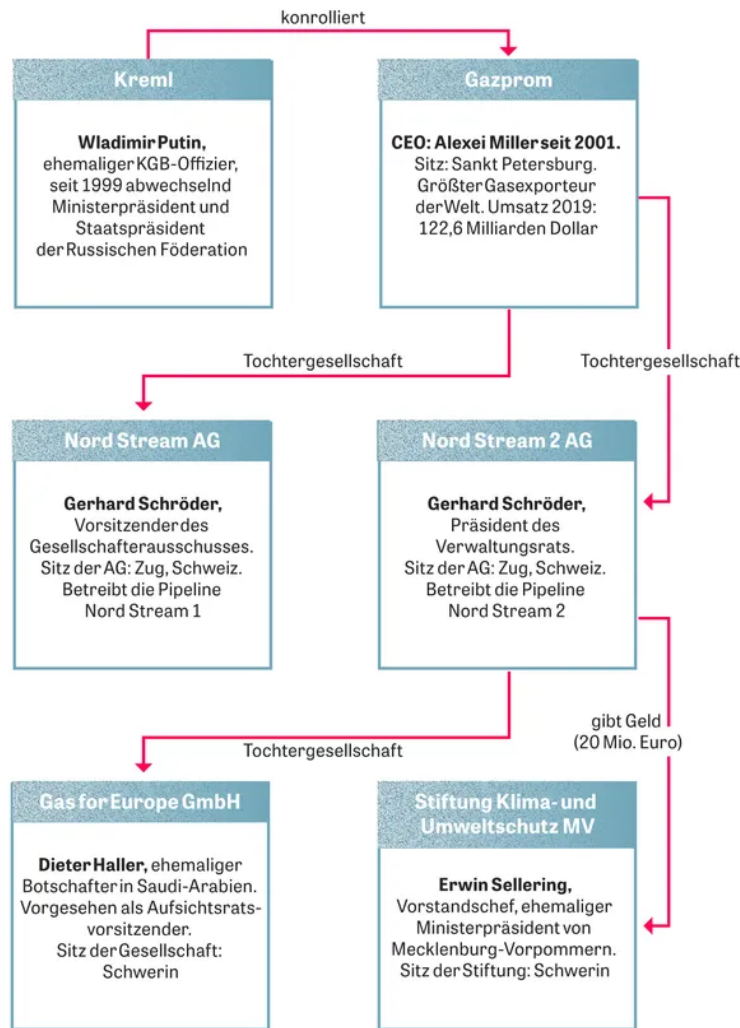 konrolliert
Kreml
Wladimir Putin,
ehemaliger KGB-Offizier,
seit 1999 abwechselnd
Ministerpräsident und
Staatspräsident
der Russischen Föderation
Gazprom
CEO: Alexei Miller seit 2001.
Sitz: Sankt Petersburg.
Größter Gasexporteur
der Welt. Umsatz 2019:
122,6 Milliarden Dollar
Tochtergesellschaft
Tochtergesellschaft
Nord Stream AG
Gerhard Schröder,
Vorsitzender des
Gesellschafterausschusses.
Sitz der AG: Zug, Schweiz.
Betreibt die Pipeline
Nord Stream 1
Nord Stream 2 AG
Gerhard Schröder,
Präsident des
Verwaltungsrats.
Sitz der AG: Zug, Schweiz.
Betreibt die Pipeline
Nord Stream 2
Tochtergesellschaft
gibt Geld
(20 Mio. Euro)
Gas for Europe GmbH
Dieter Haller, ehemaliger
Botschafter in Saudi-Arabien.
Vorgesehen als Aufsichtsrats-
vorsitzender.
Sitz der Gesellschaft:
Schwerin
Stiftung Klima- und
Umweltschutz MV
Erwin Sellering,
Vorstandschef, ehemaliger
Ministerpräsident von
Mecklenburg-Vorpommern.
Sitz der Stiftung: Schwerin